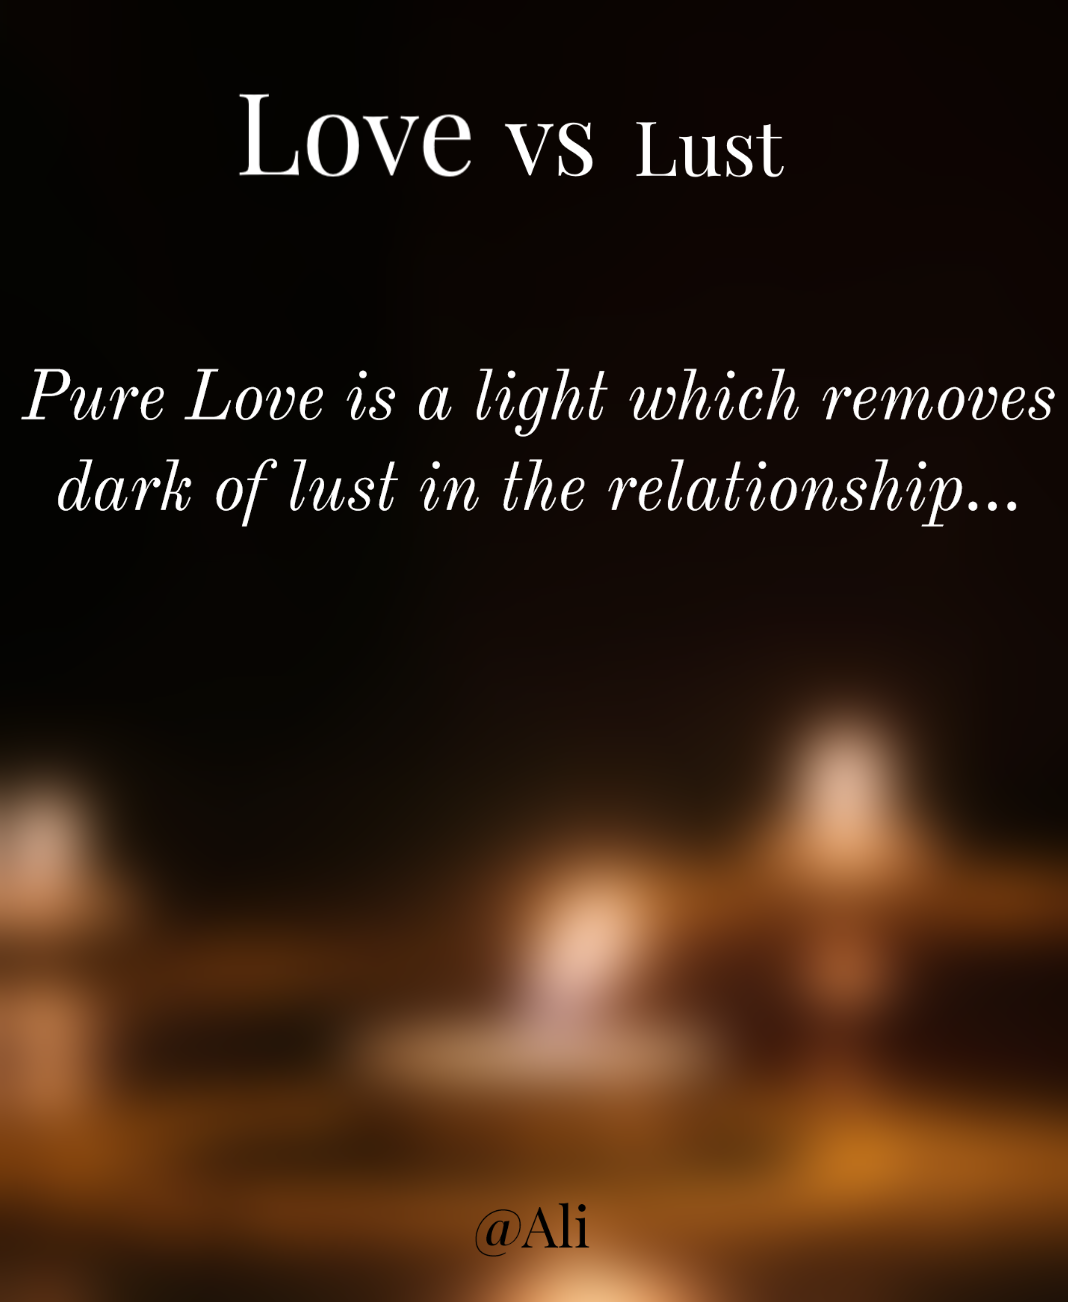 Love vs Lust
Pure Love is a light which removes
dark of lust in the relationship...
@Ali